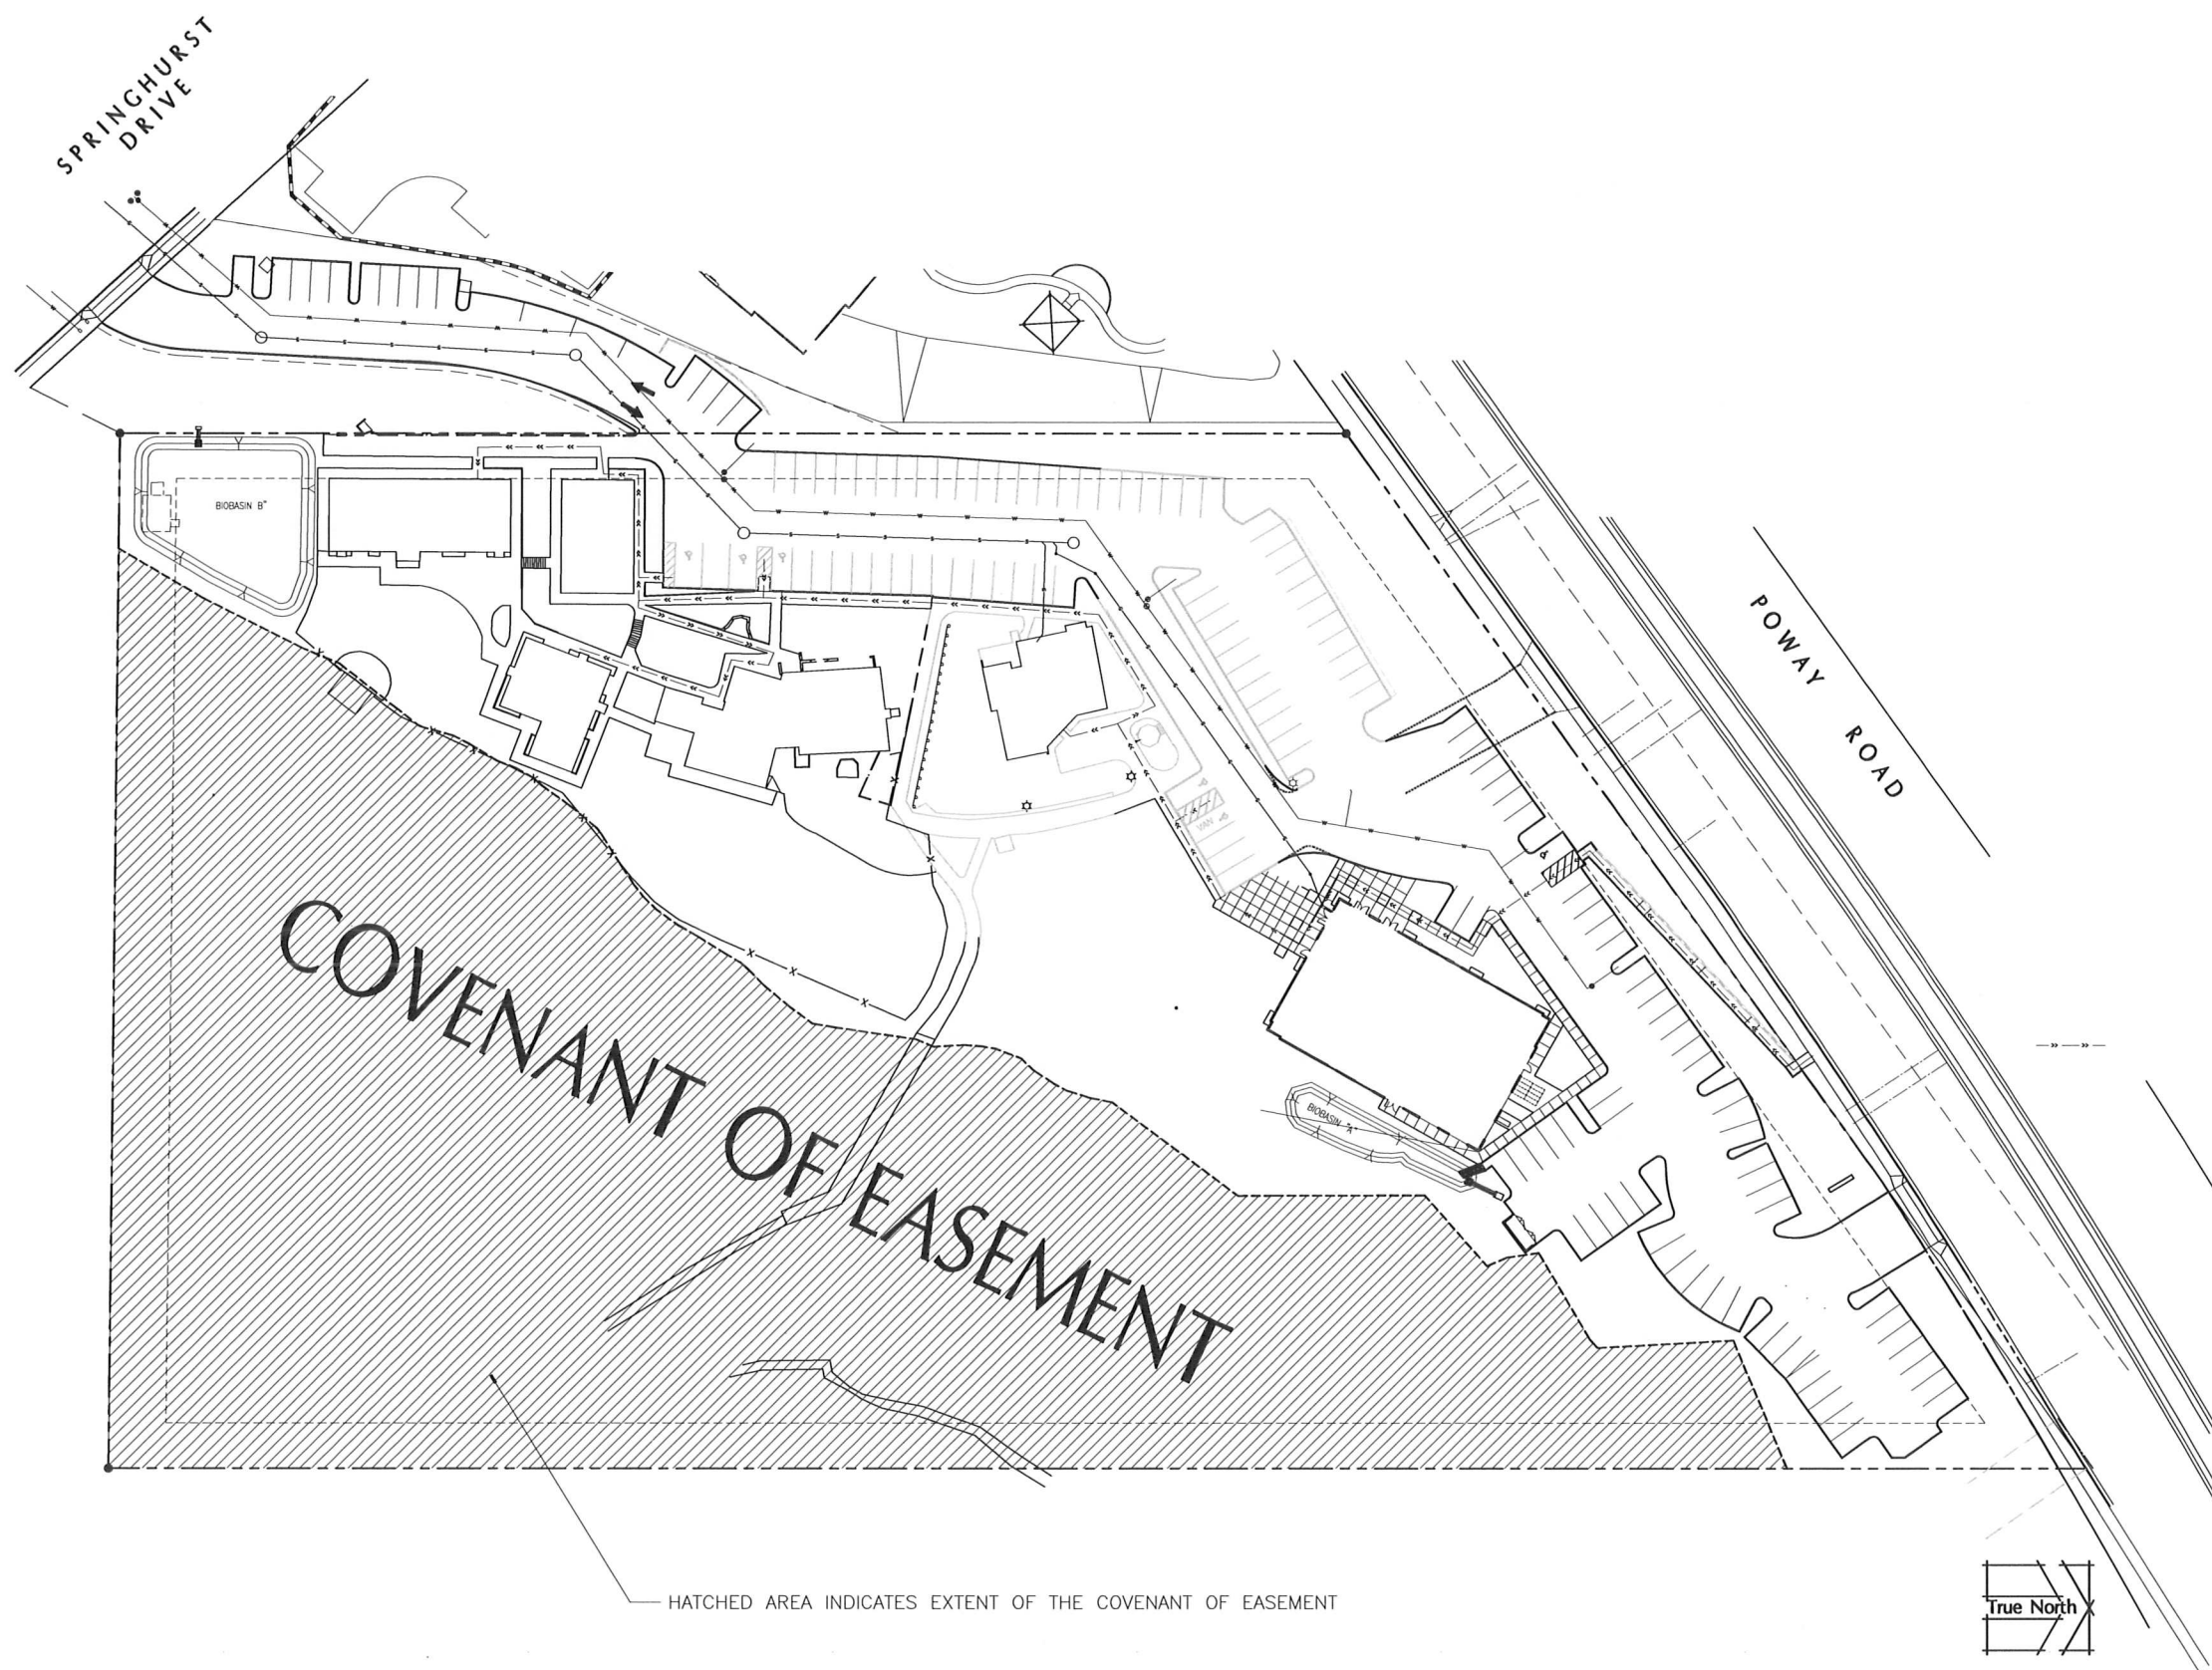 SPRINGHURST
DRIVE
BIOBASIN B"
POWAY
ROAD
VAN
BIOBASIN "A"
COVENANT OF EASEMENT
HATCHED AREA INDICATES EXTENT OF THE COVENANT OF EASEMENT
True North